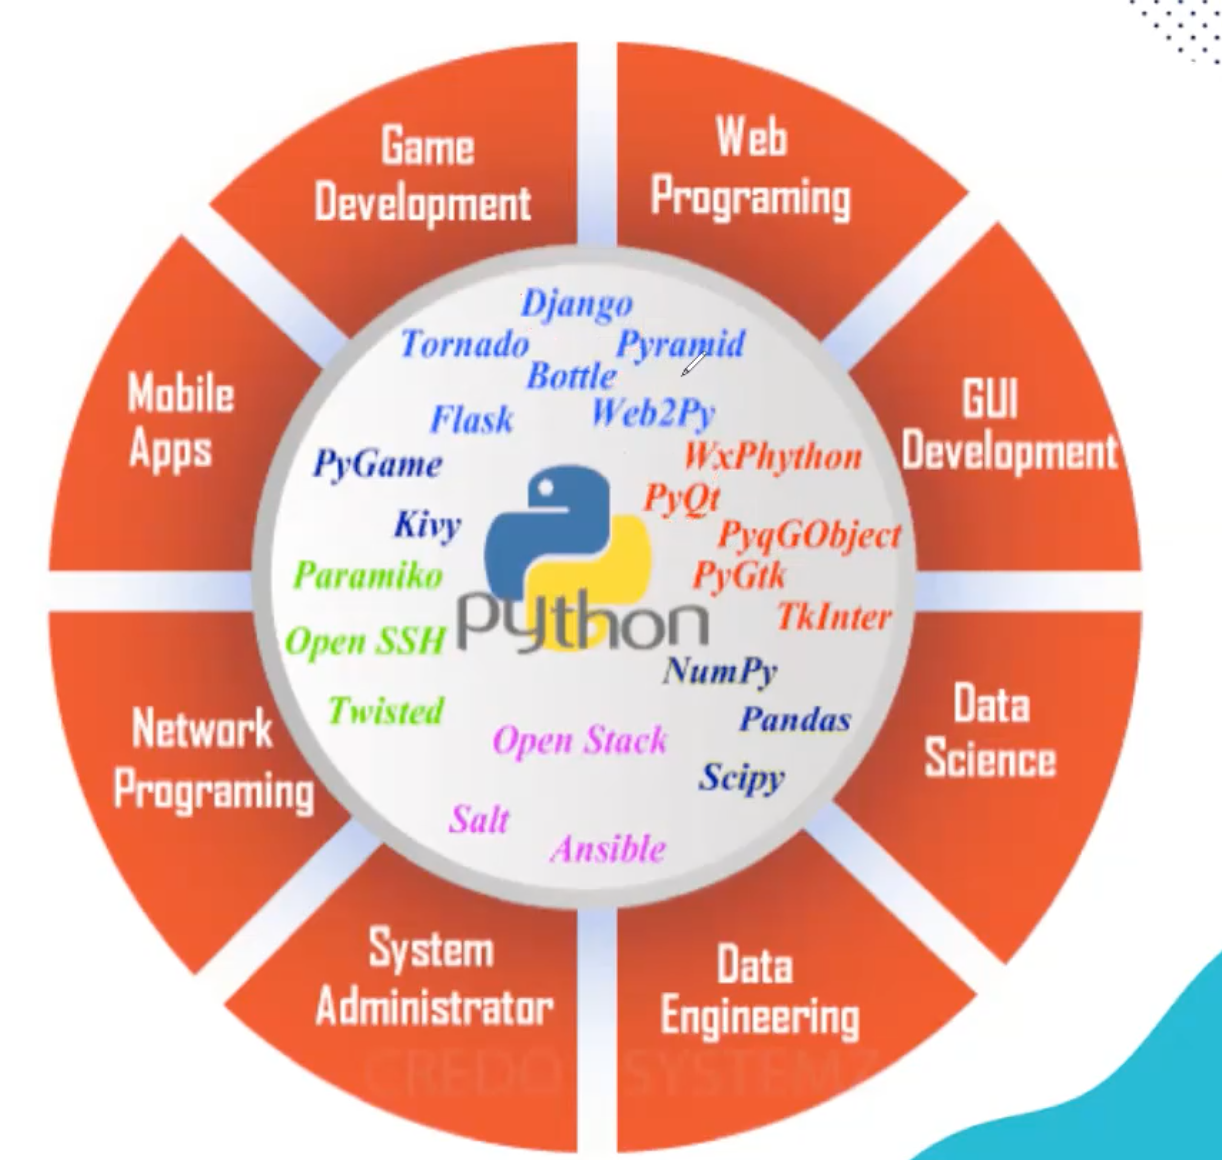 Game
Development
Web
Programing
Mobile
Apps
GUI
Development
Django
Tornado
Pyramid
Bottle
Flask
Web2Py
PyGame
WxPhython
PyQt
Kivy
PyqGObject
Paramiko
PyGtk
python
TkInter
Open SSH
NumPy
Twisted
Pandas
Open Stack
Scipy
Salt
Ansible
Network
Programing
Data
Science
System
Administrator
Data
Engineering
CREDO SYSTEMZ